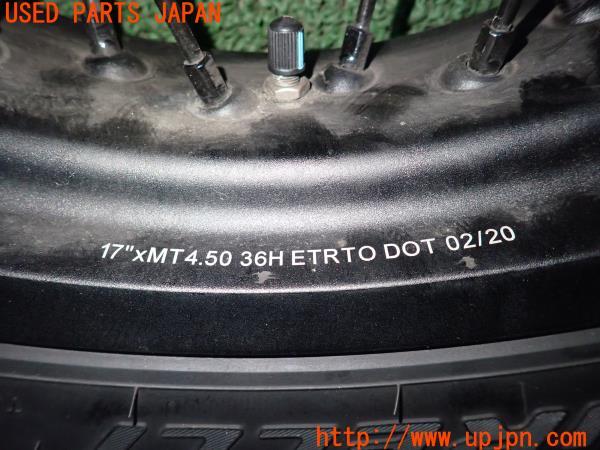 USED PARTS JAPAN
17"xMT4.50 36H ETRTO DOT 02/20
http://www.upjpn.com